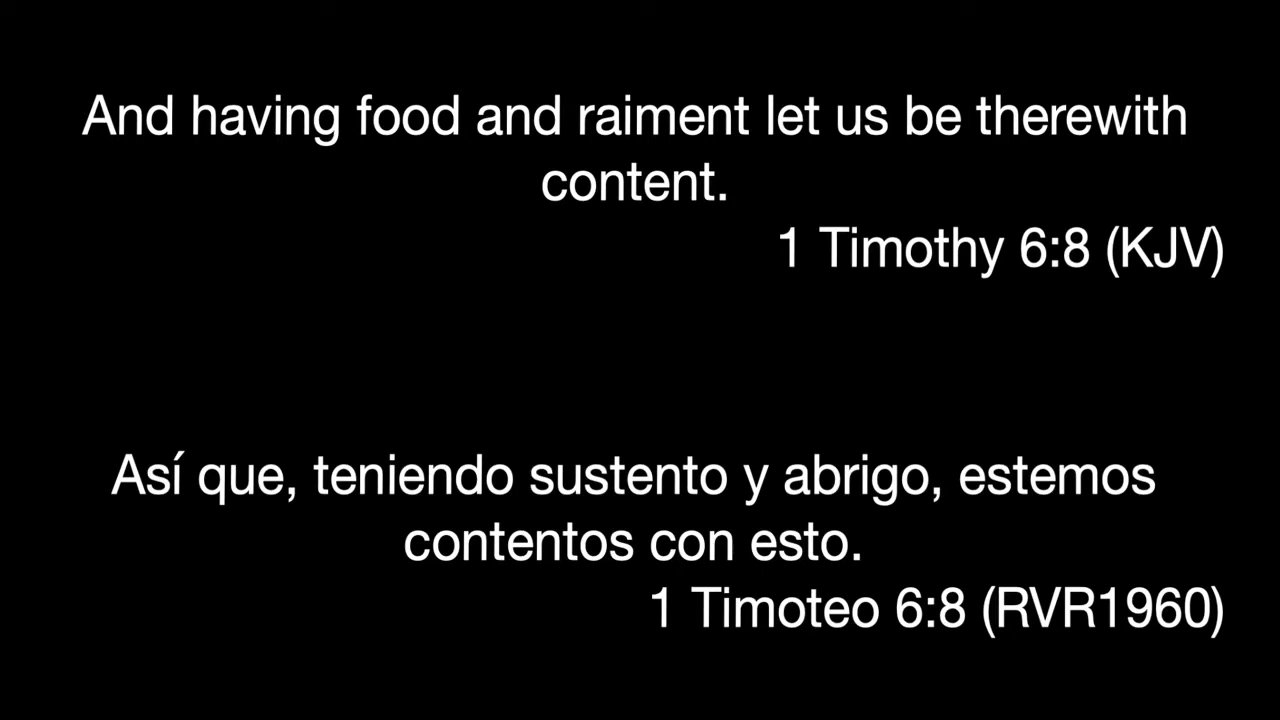 And having food and raiment let us be therewith
content.
1 Timothy 6:8 (KJV)
Así que, teniendo sustento y abrigo, estemos
contentos con esto.
1 Timoteo 6:8 (RVR1960)